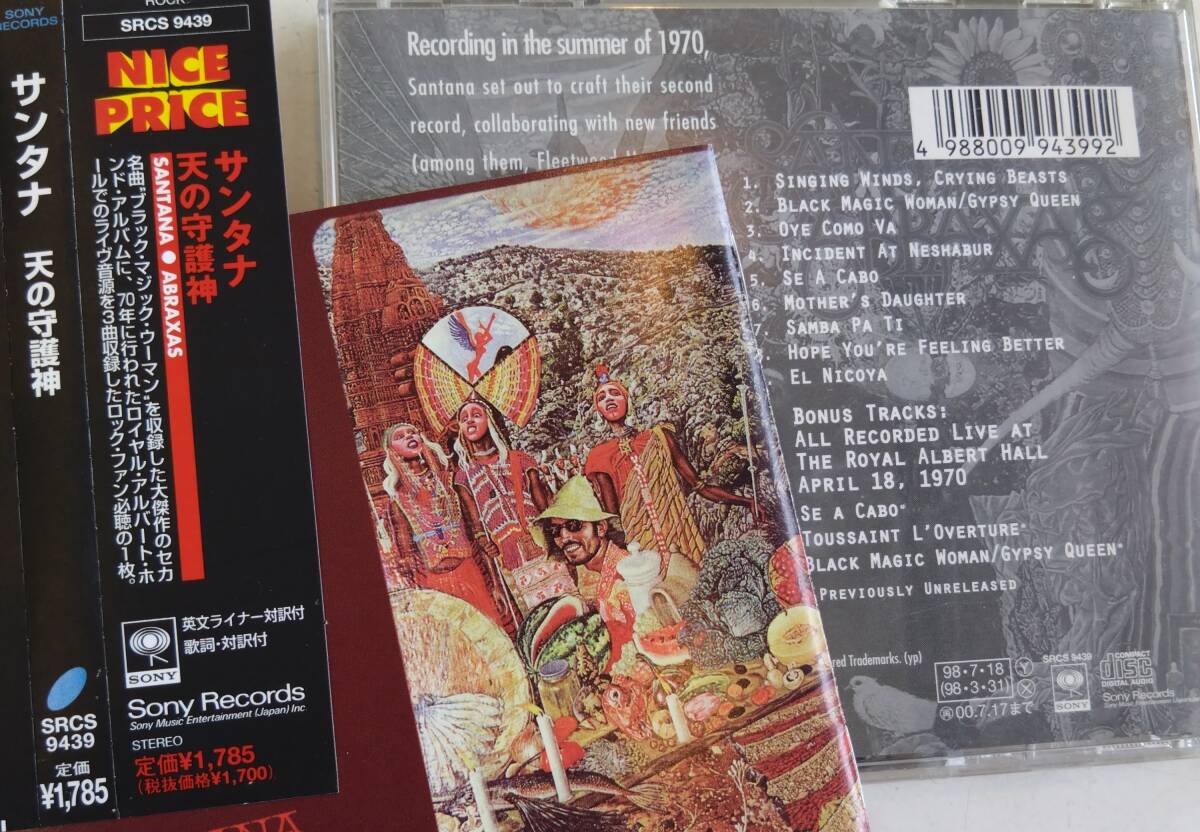 SONY
RECORDS
サンタナ 天の守護神
SRCS
9439
定価
¥1,785
ROCK
SRCS 9439
NICE
PRICE
サンタナ
天の守護神
SANTANA ● ABRAXAS
名曲“ブラック・マジック・ウーマン”を収録した大傑作のセカ
ンド・アルバムに、70年に行われたロイヤル・アルバート・ホ
ールでのライヴ音源を3曲収録したロック・ファン必聴の1枚。
SONY
英文ライナー対訳付
歌詞・対訳付
Sony Records
Sony Music Entertainment (Japan) Inc.
STEREO
定価¥1,785
(税抜価格¥1,700)
Recording in the summer of 1970,
Santana set out to craft their second
record, collaborating with new friends
(among them, Fleetwood
4 988009 943992
1. SINGING WINDS, CRYING BEASTS
2. BLACK MAGIC WOMAN/GYPSY QUEEN
3. OYE COMO VA
4. INCIDENT AT NESHABUR
5. SE A CABO
6. MOTHER'S DAUGHTER
7. SAMBA PA TI
HOPE YOU'RE FEELING BETTER
EL NICOYA
BONUS TRACKS:
ALL RECORDED LIVE AT
THE ROYAL ALBERT HALL
APRIL 18, 1970
SE A CABO*
TOUSSAINT L'OVERTURE*
BLACK MAGIC WOMAN/GYPSY QUEEN*
PREVIOUSLY UNRELEASED
Trademarks. (yp)
98・7・18 Y
(98・3・31) X
00.7.17まで
SRCS 9439
SONY
COMPACT
disc
DIGITAL AUDIO
Sony Records